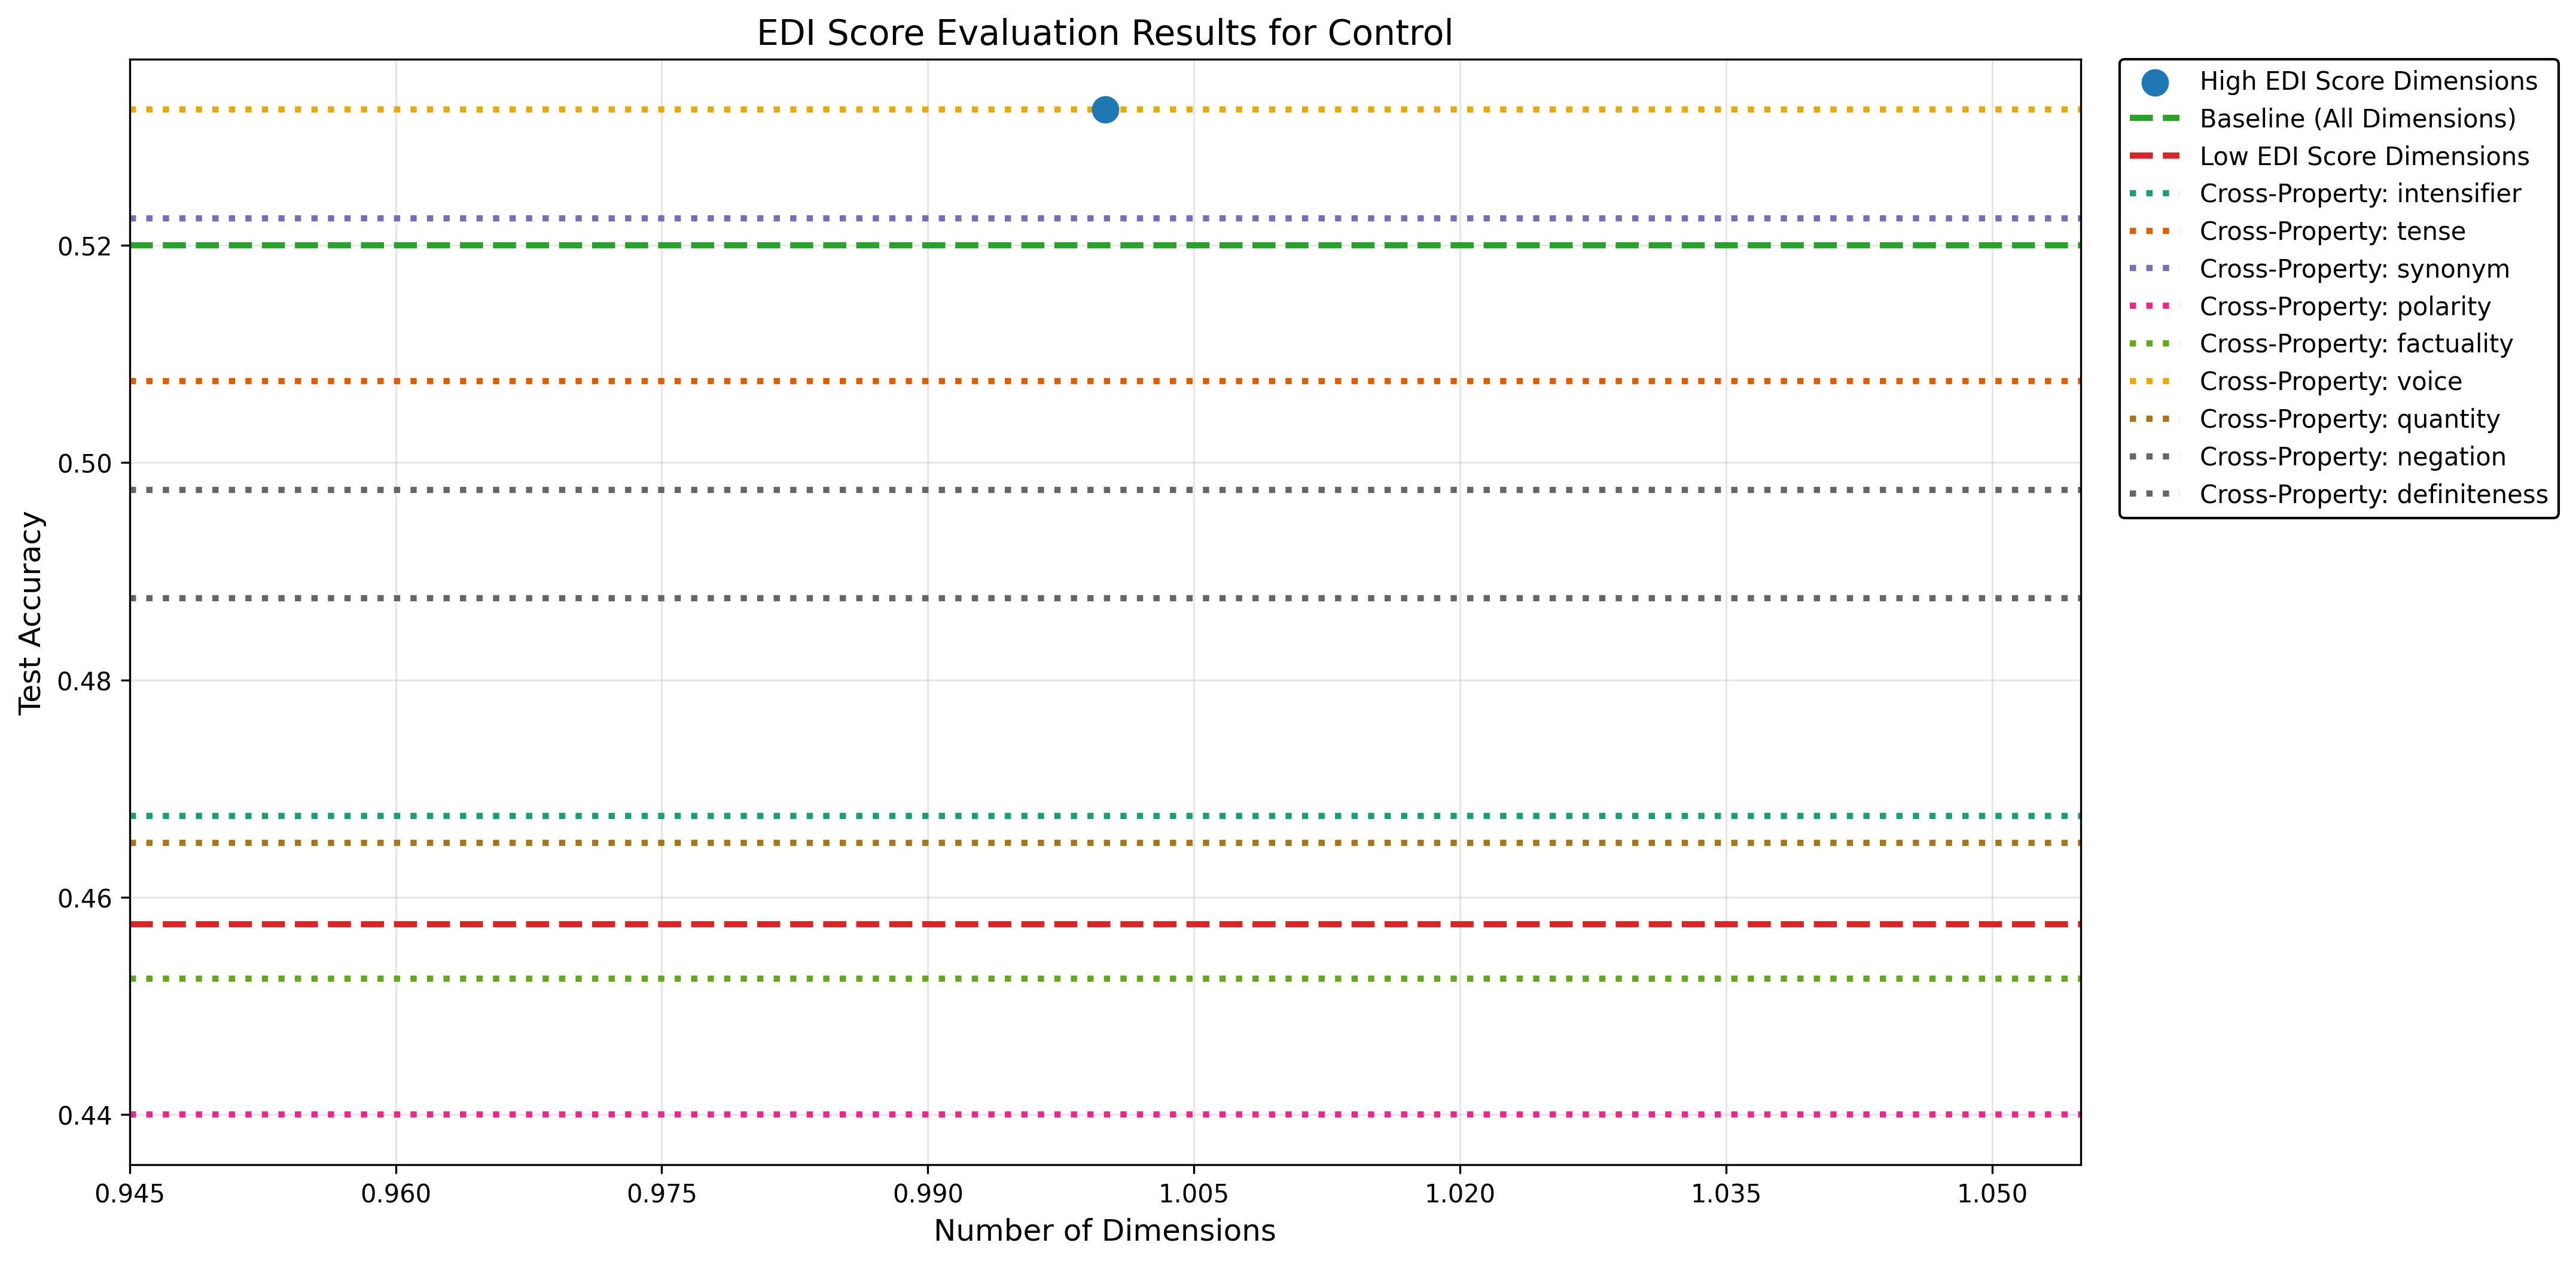 EDI Score Evaluation Results for Control
High EDI Score Dimensions
Baseline (All Dimensions)
Low EDI Score Dimensions
Cross-Property: intensifier
Cross-Property: tense
Cross-Property: synonym
Cross-Property: polarity
Cross-Property: factuality
Cross-Property: voice
Cross-Property: quantity
Cross-Property: negation
Cross-Property: definiteness
Test Accuracy
0.52
0.50
0.48
0.46
0.44
0.945 0.960 0.975 0.990 1.005 1.020 1.035 1.050
Number of Dimensions